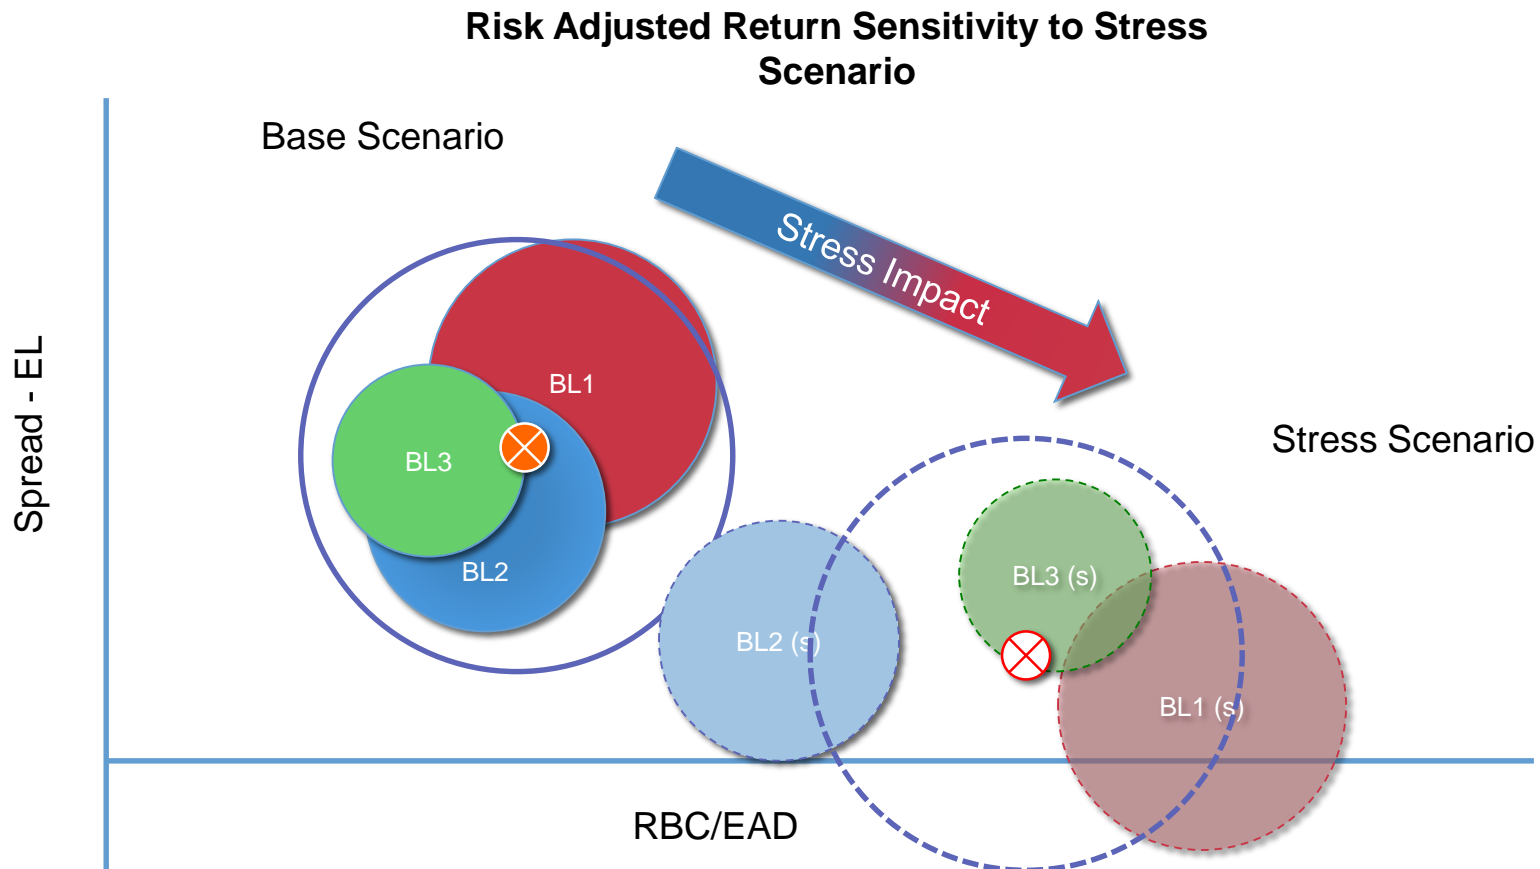 Risk Adjusted Return Sensitivity to Stress
Scenario
Base Scenario
Stress Impact
Stress Scenario
Spread - EL
BL1
BL3
BL2
BL3 (s)
BL2 (s)
BL1 (s)
RBC/EAD